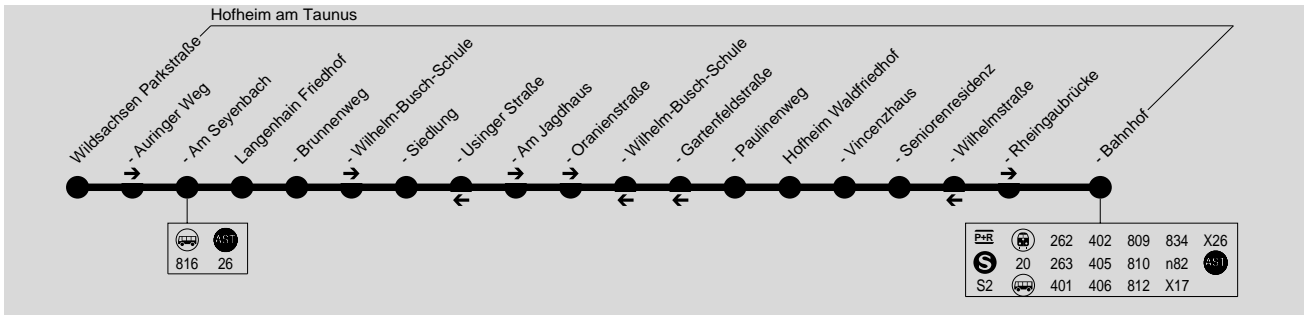 Hofheim am Taunus
Wildsachsen Parkstraße
- Auringer Weg
- Am Seyenbach
Langenhain Friedhof
- Brunnenweg
- Wilhelm-Busch-Schule
- Siedlung
- Usinger Straße
- Am Jagdhaus
- Oranienstraße
- Wilhelm-Busch-Schule
- Gartenfeldstraße
- Paulinenweg
Hofheim Waldfriedhof
- Vincenzhaus
- Seniorenresidenz
- Wilhelmstraße
- Rheingaubrücke
- Bahnhof
AST
816 26
P+R 262 402 809 834 X26
S 20 263 405 810 n82 AST
S2 401 406 812 X17